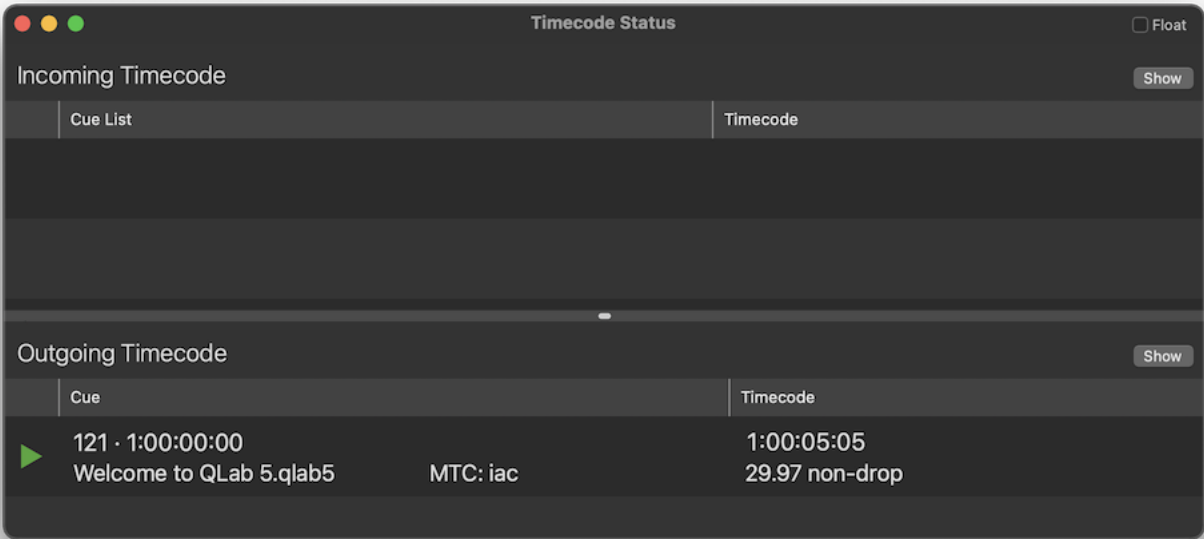 Timecode Status
Float
Incoming Timecode
Show
Cue List Timecode
Outgoing Timecode
Show
Cue Timecode
121 · 1:00:00:00 1:00:05:05
Welcome to QLab 5.qlab5 MTC: iac 29.97 non-drop